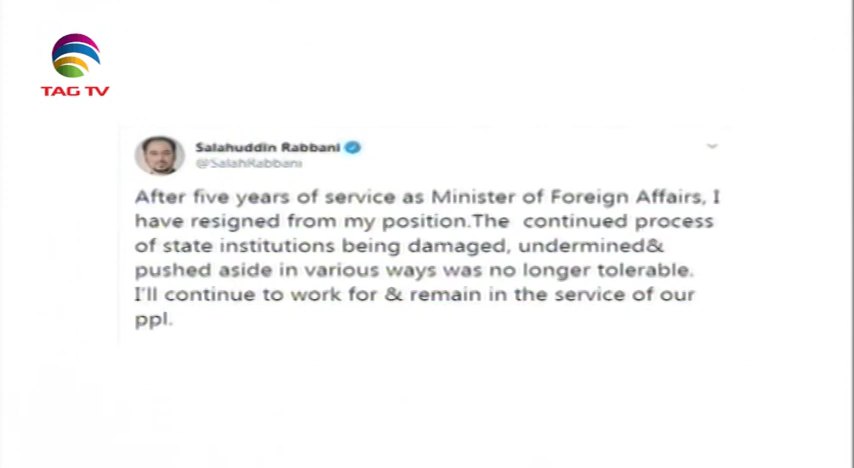 TAG TV
Salahuddin Rabbani
@SalahRabbani
After five years of service as Minister of Foreign Affairs, I
have resigned from my position.The continued process
of state institutions being damaged, undermined&
pushed aside in various ways was no longer tolerable.
I'll continue to work for & remain in the service of our
ppl.